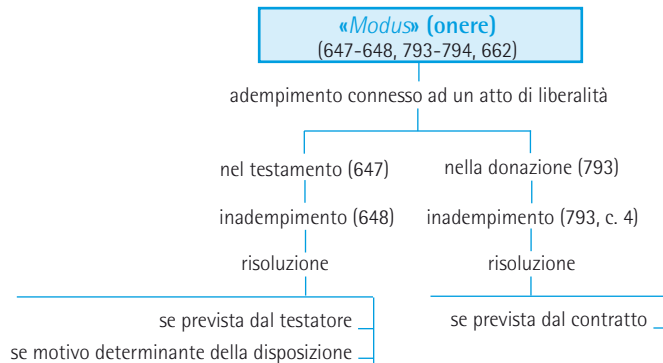 «Modus» (onere)
(647-648, 793-794, 662)
adempimento connesso ad un atto di liberalità
nel testamento (647)
nella donazione (793)
inadempimento (648)
inadempimento (793, c. 4)
risoluzione
risoluzione
se prevista dal testatore
se prevista dal contratto
se motivo determinante della disposizione